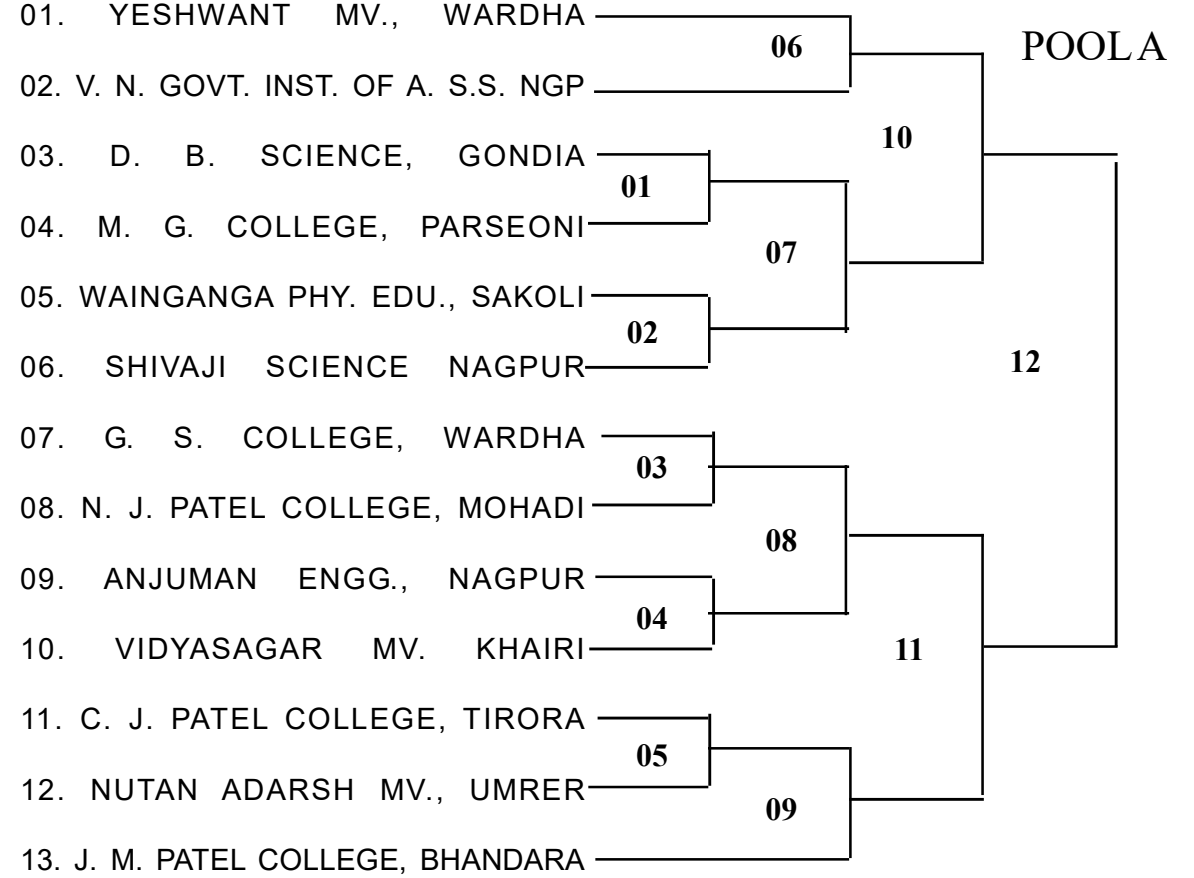 01. YESHWANT MV., WARDHA
06
POOL A
02. V. N. GOVT. INST. OF A. S.S. NGP
10
03. D. B. SCIENCE, GONDIA
01
04. M. G. COLLEGE, PARSEONI
07
05. WAINGANGA PHY. EDU., SAKOLI
02
06. SHIVAJI SCIENCE NAGPUR
12
07. G. S. COLLEGE, WARDHA
03
08. N. J. PATEL COLLEGE, MOHADI
08
09. ANJUMAN ENGG., NAGPUR
04
10. VIDYASAGAR MV. KHAIRI
11
11. C. J. PATEL COLLEGE, TIRORA
05
12. NUTAN ADARSH MV., UMRER
09
13. J. M. PATEL COLLEGE, BHANDARA